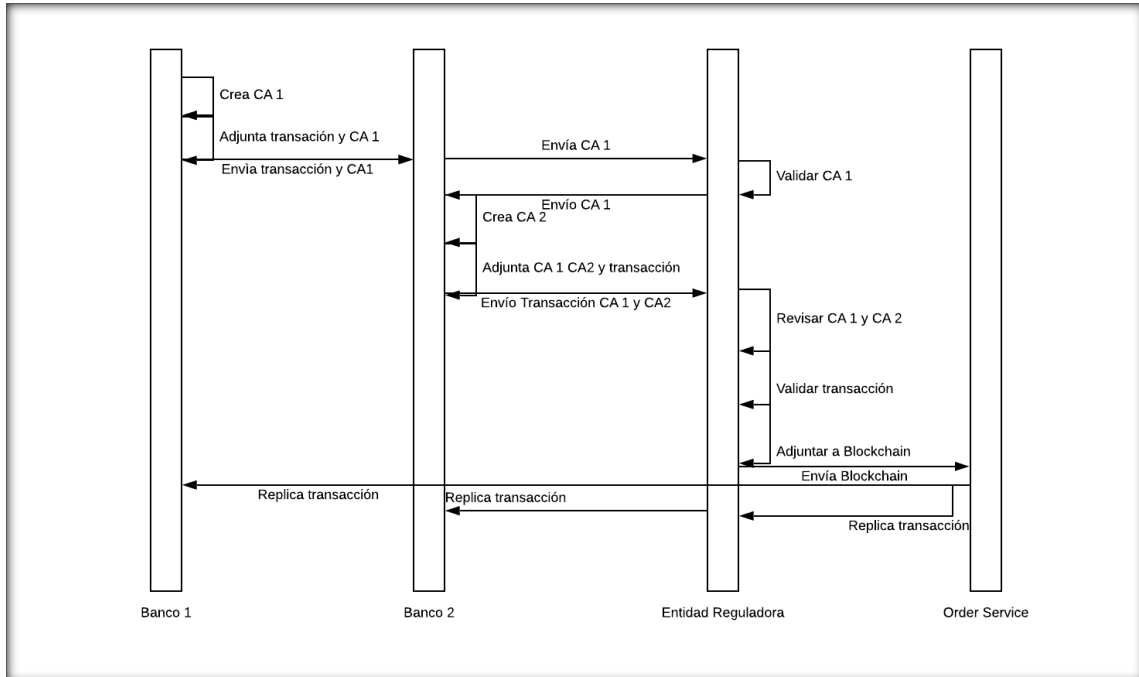 Crea CA 1
Adjunta transación y CA 1
Envìa transacción y CA1
Envía CA 1
Validar CA 1
Envío CA 1
Crea CA 2
Adjunta CA 1 CA2 y transacción
Envío Transacción CA 1 y CA2
Revisar CA 1 y CA 2
Validar transacción
Adjuntar a Blockchain
Envía Blockchain
Replica transacción
Replica transacción
Replica transacción
Banco 1
Banco 2
Entidad Reguladora
Order Service